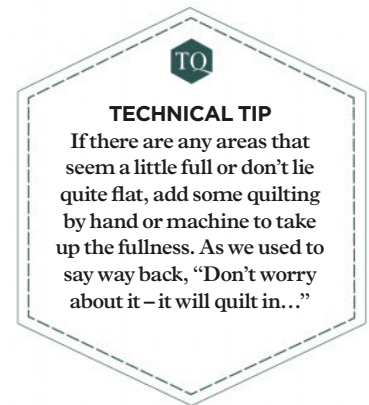 TQ
TECHNICAL TIP
If there are any areas that
seem a little full or don’t lie
quite flat, add some quilting
by hand or machine to take
up the fullness. As we used to
say way back, “Don’t worry
about it – it will quilt in…”